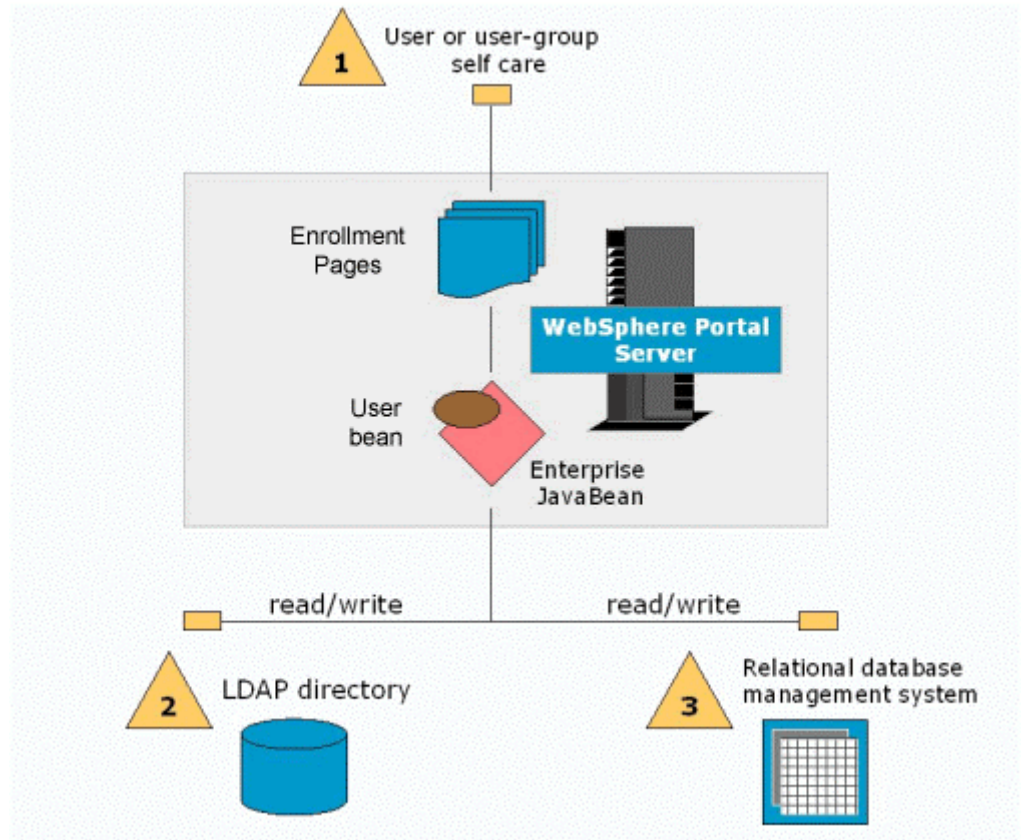 1
User or user-group
self care
Enrollment
Pages
WebSphere Portal
Server
User
bean
Enterprise
JavaBean
read/write
read/write
2
LDAP directory
3
Relational database
management system